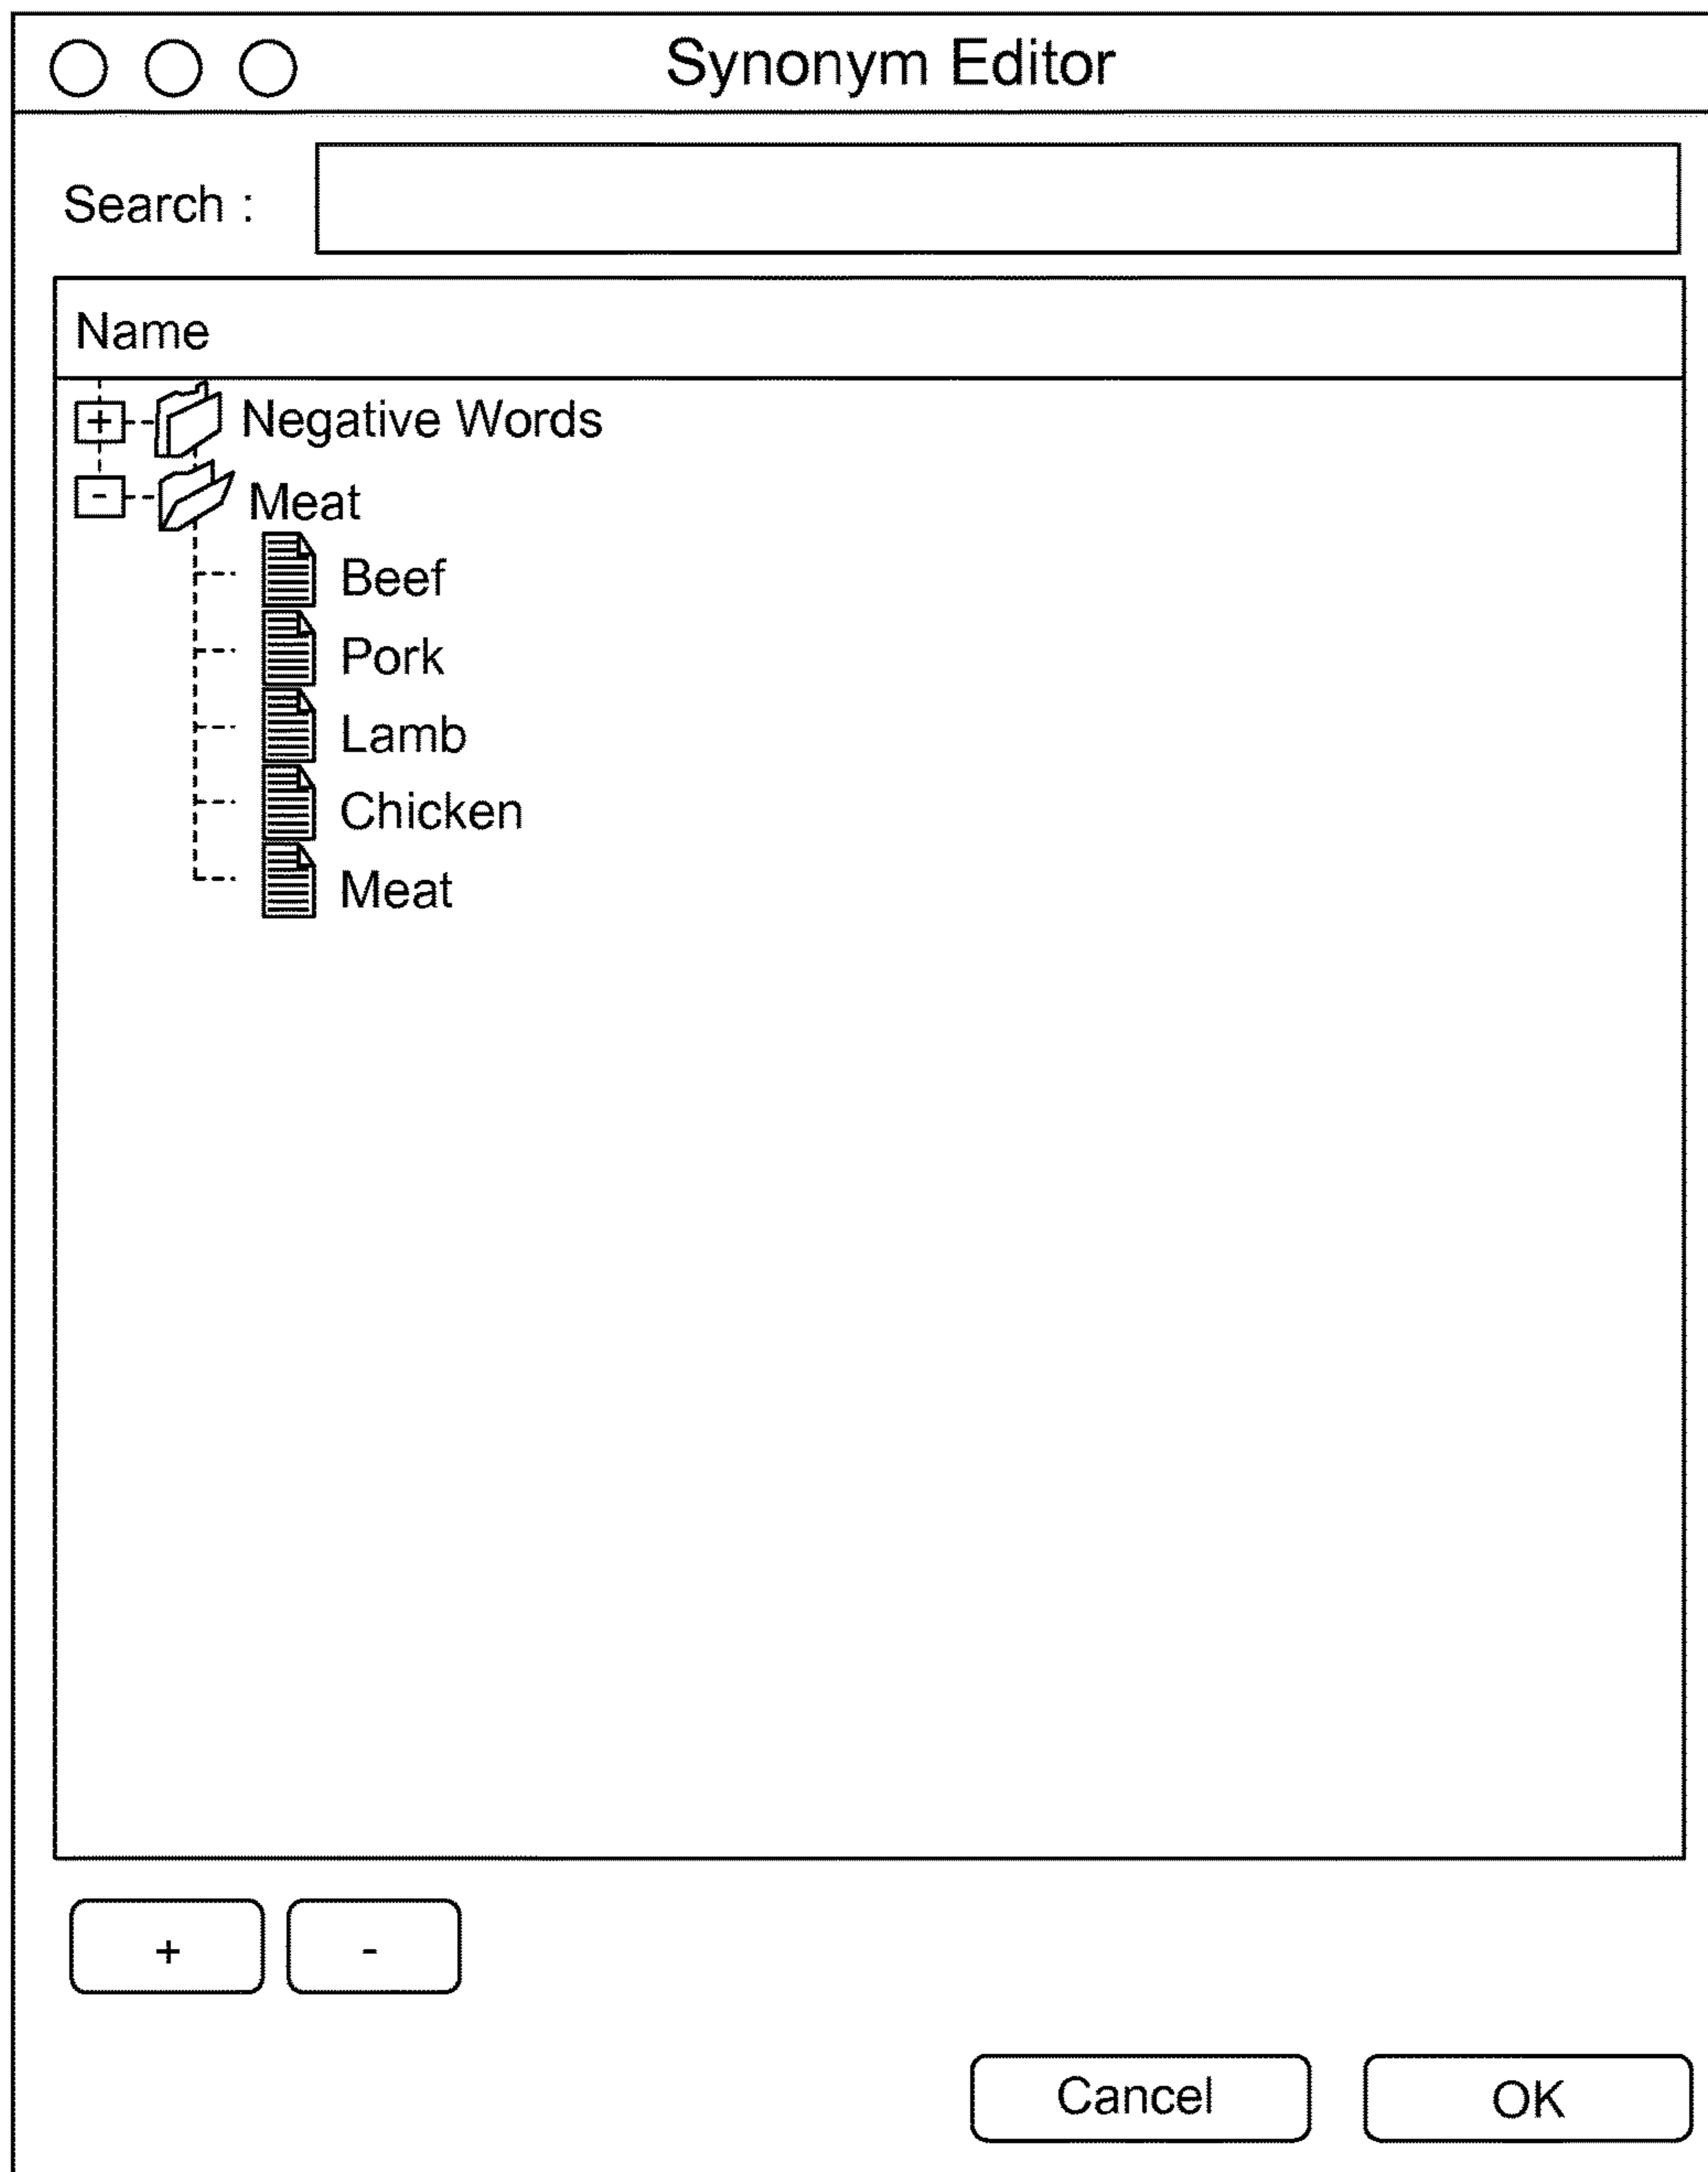 Synonym Editor
Search :
Name
+ Negative Words
- Meat
Beef
Pork
Lamb
Chicken
Meat
+ -
Cancel OK